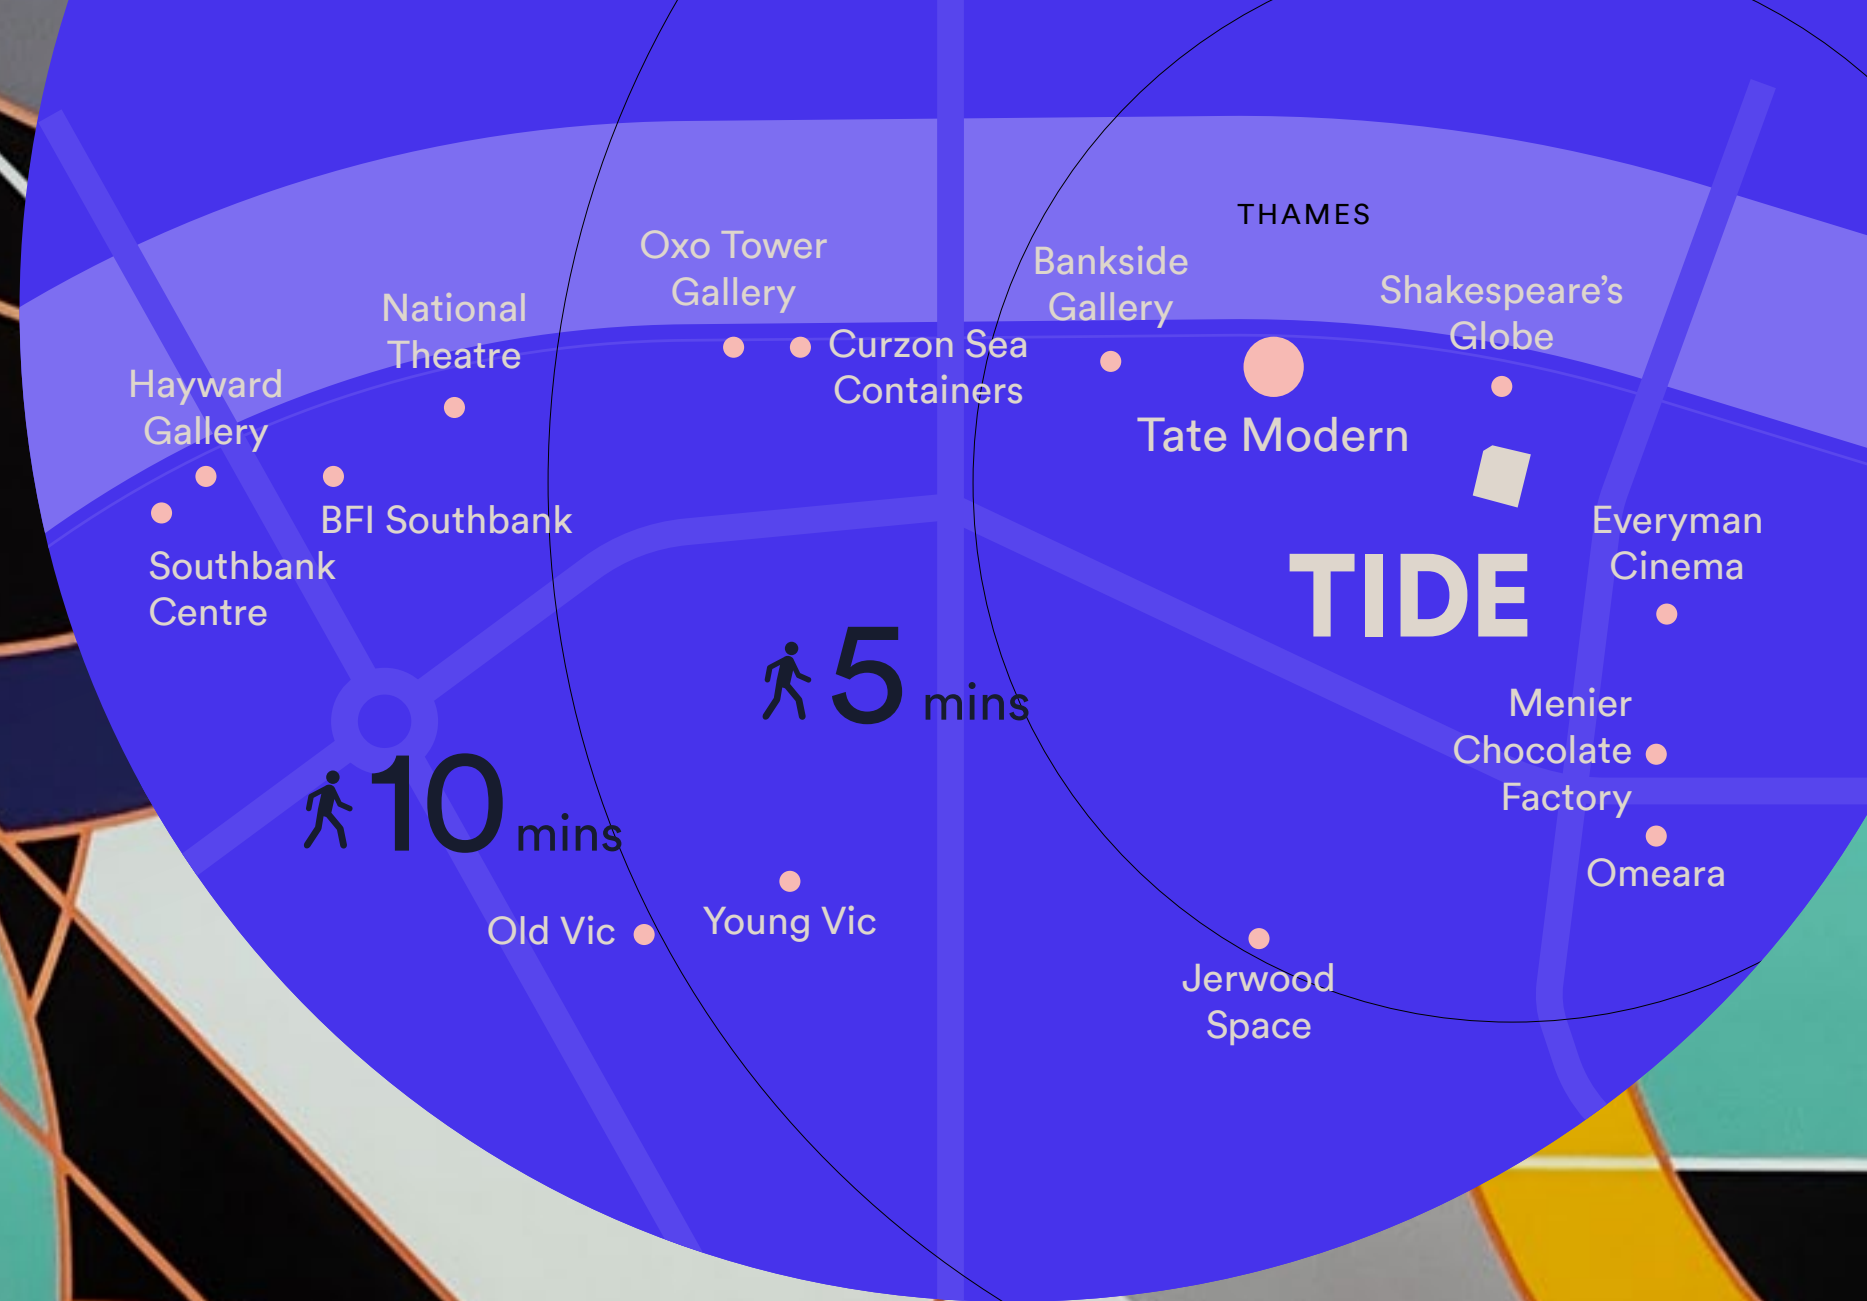 THAMES
Oxo Tower
Gallery
Bankside
Gallery
Shakespeare’s
Globe
National
Theatre
Curzon Sea
Containers
Hayward
Gallery
Tate Modern
BFI Southbank
Southbank
Centre
Everyman
Cinema
TIDE
5 mins
Menier
Chocolate
Factory
10 mins
Omeara
Old Vic
Young Vic
Jerwood
Space